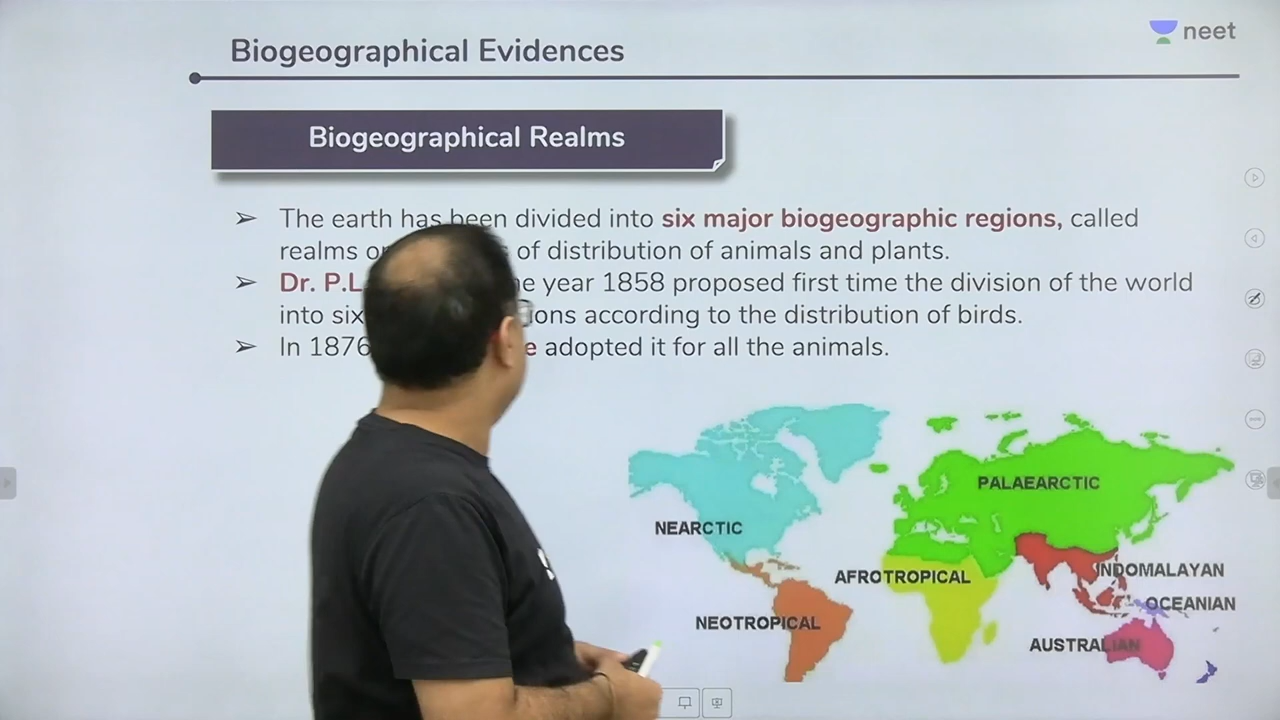 neet
Biogeographical Evidences
Biogeographical Realms
➢ The earth has been divided into six major biogeographic regions, called
realms of distribution of animals and plants.
➢ Dr. P.L year 1858 proposed first time the division of the world
into six according to the distribution of birds.
➢ In 1876 adopted it for all the animals.
PALAEARCTIC
NEARCTIC
AFROTROPICAL
INDOMALAYAN
OCEANIAN
NEOTROPICAL
AUSTRALIAN